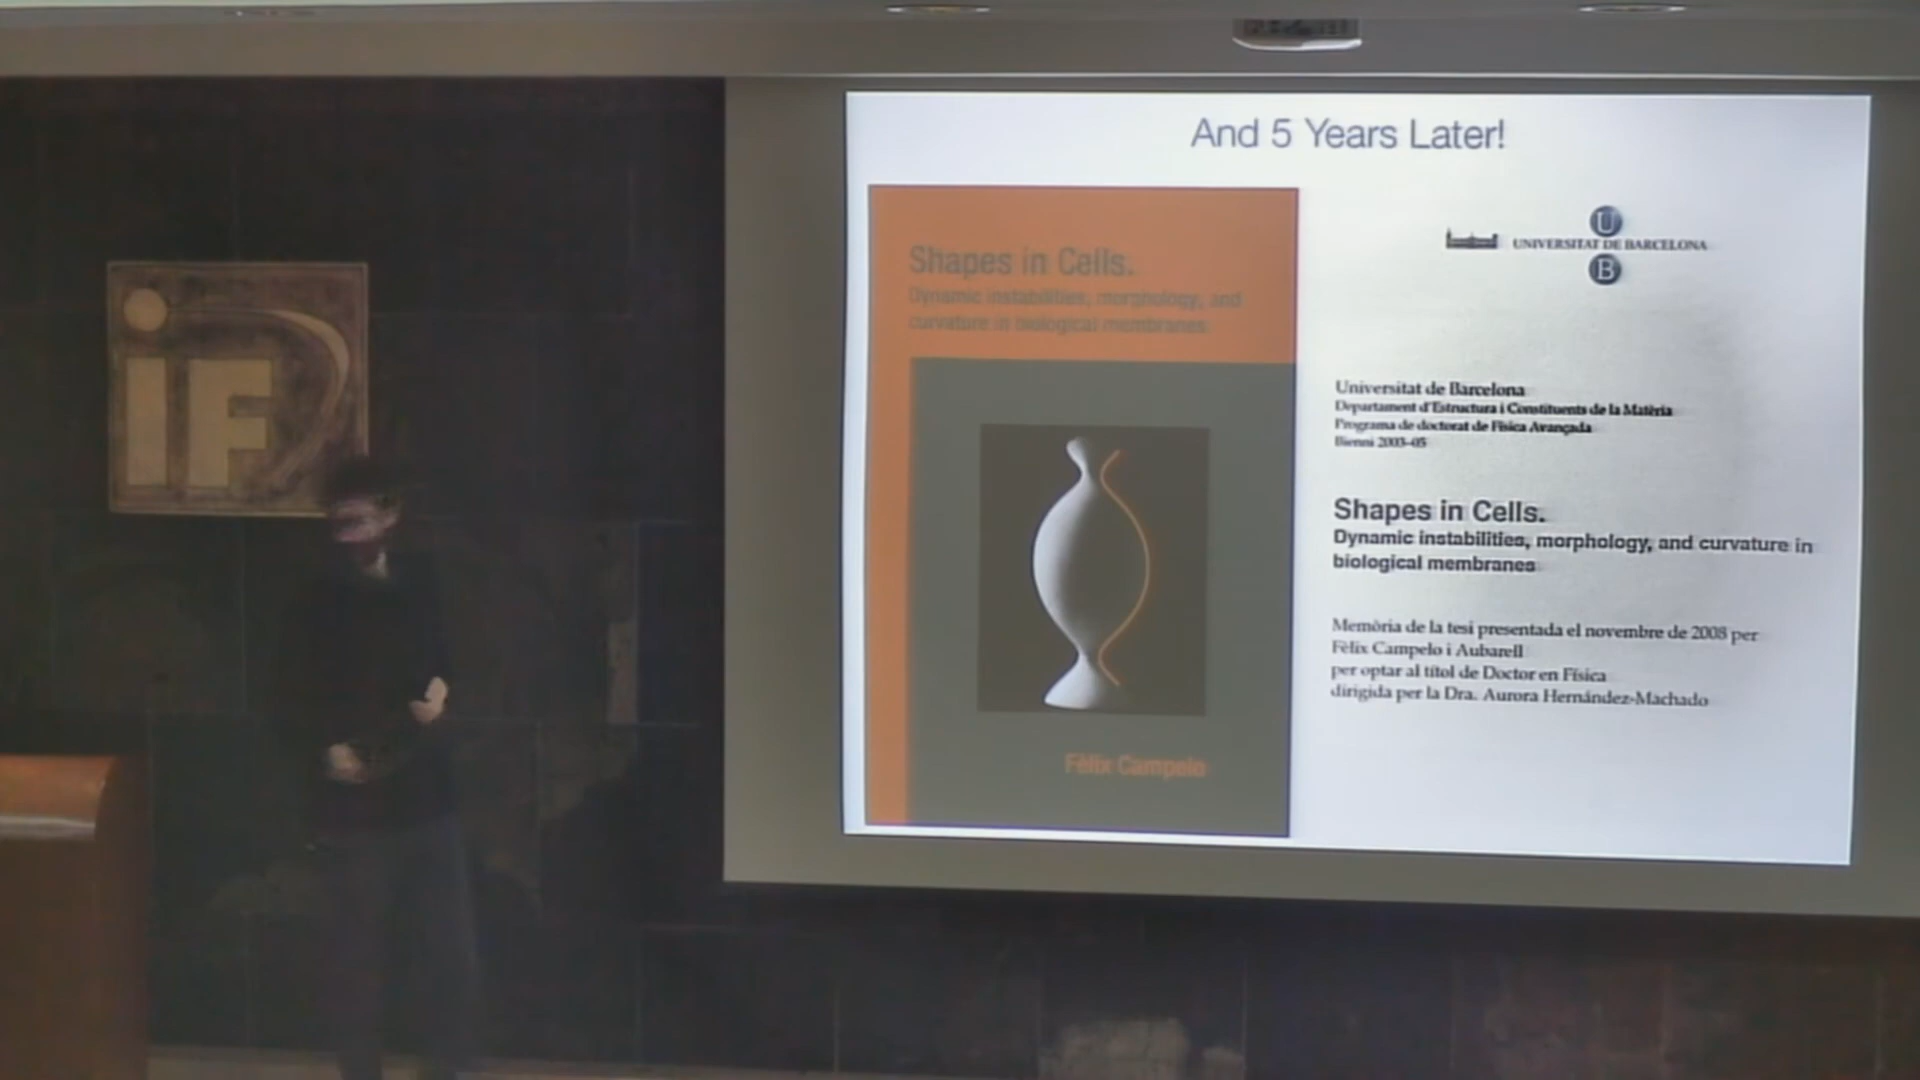 And 5 Years Later!
iF
Shapes in Cells.
Dynamic instabilities, morphology, and
curvature in biological membranes
Fèlix Campelo
U
UNIVERSITAT DE BARCELONA
B
Universitat de Barcelona
Departament d'Estructura i Constituents de la Matèria
Programa de doctorat de Física Avançada
Bienni 2003-05
Shapes in Cells.
Dynamic instabilities, morphology, and curvature in
biological membranes
Memòria de la tesi presentada el novembre de 2008 per
Fèlix Campelo i Aubarell
per optar al títol de Doctor en Física
dirigida per la Dra. Aurora Hernández-Machado